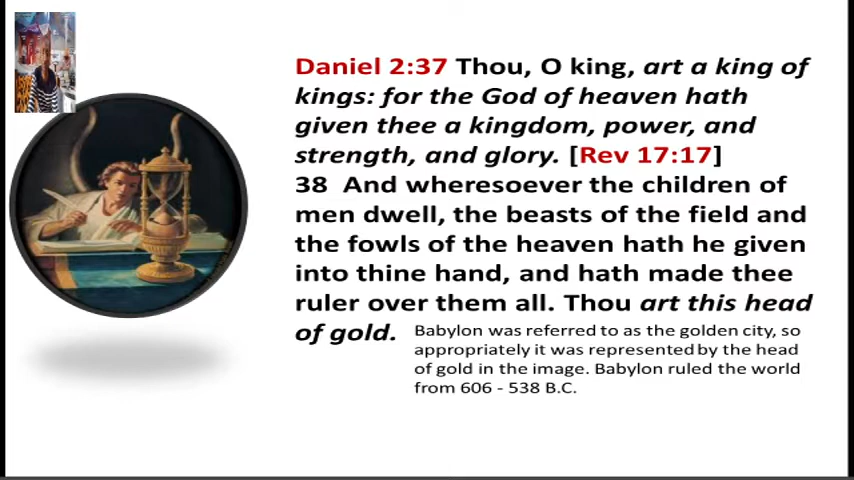 Daniel 2:37 Thou, O king, art a king of
kings: for the God of heaven hath
given thee a kingdom, power, and
strength, and glory. [Rev 17:17]
38 And wheresoever the children of
men dwell, the beasts of the field and
the fowls of the heaven hath he given
into thine hand, and hath made thee
ruler over them all. Thou art this head
of gold.
Babylon was referred to as the golden city, so
appropriately it was represented by the head
of gold in the image. Babylon ruled the world
from 606 - 538 B.C.